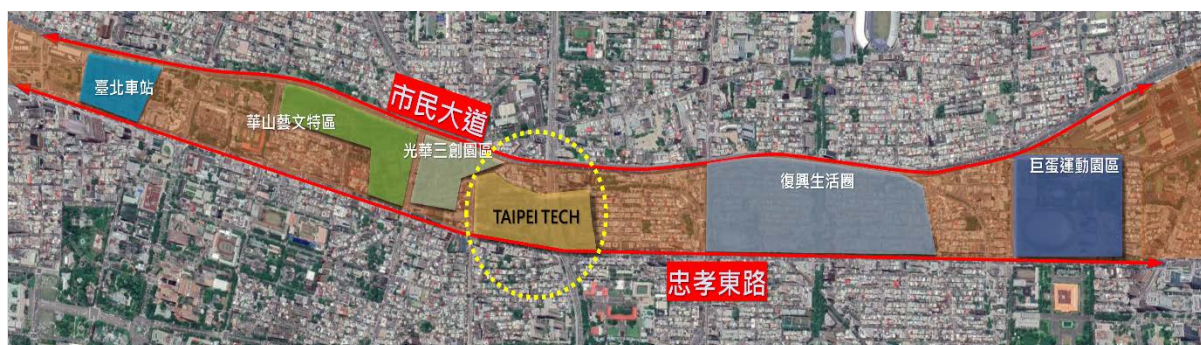 臺北車站
華山藝文特區
市民大道
光華三創園區
TAIPEI TECH
復興生活圈
巨蛋運動園區
忠孝東路